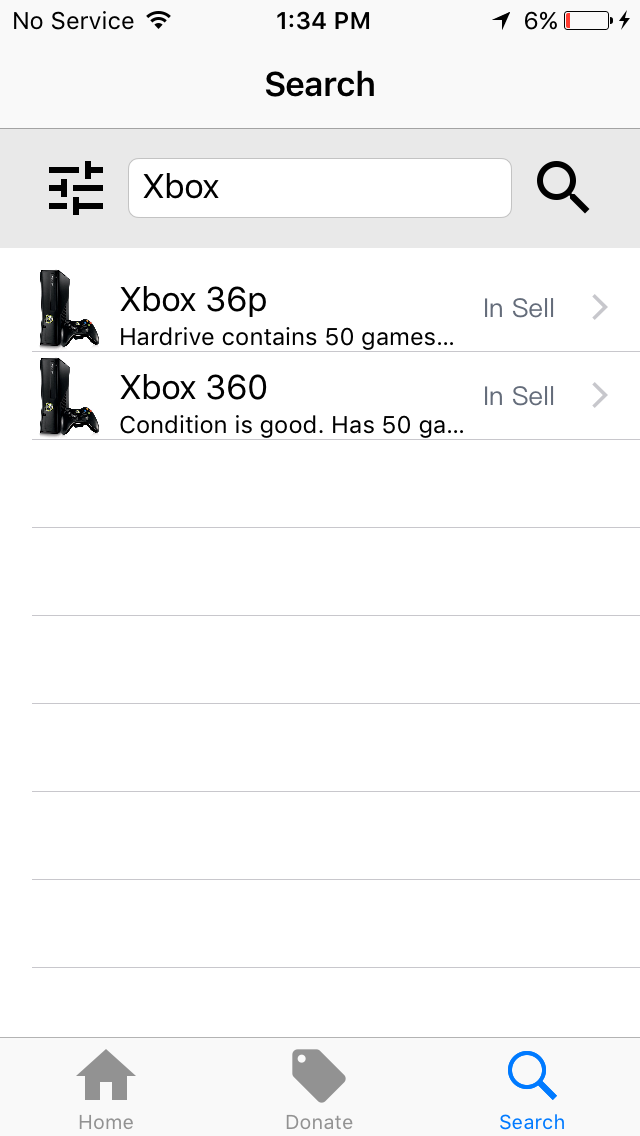 No Service 1:34 PM 6%
Search
Xbox
Xbox 36p
In Sell
Hardrive contains 50 games...
Xbox 360
In Sell
Condition is good. Has 50 ga...
Home Donate Search